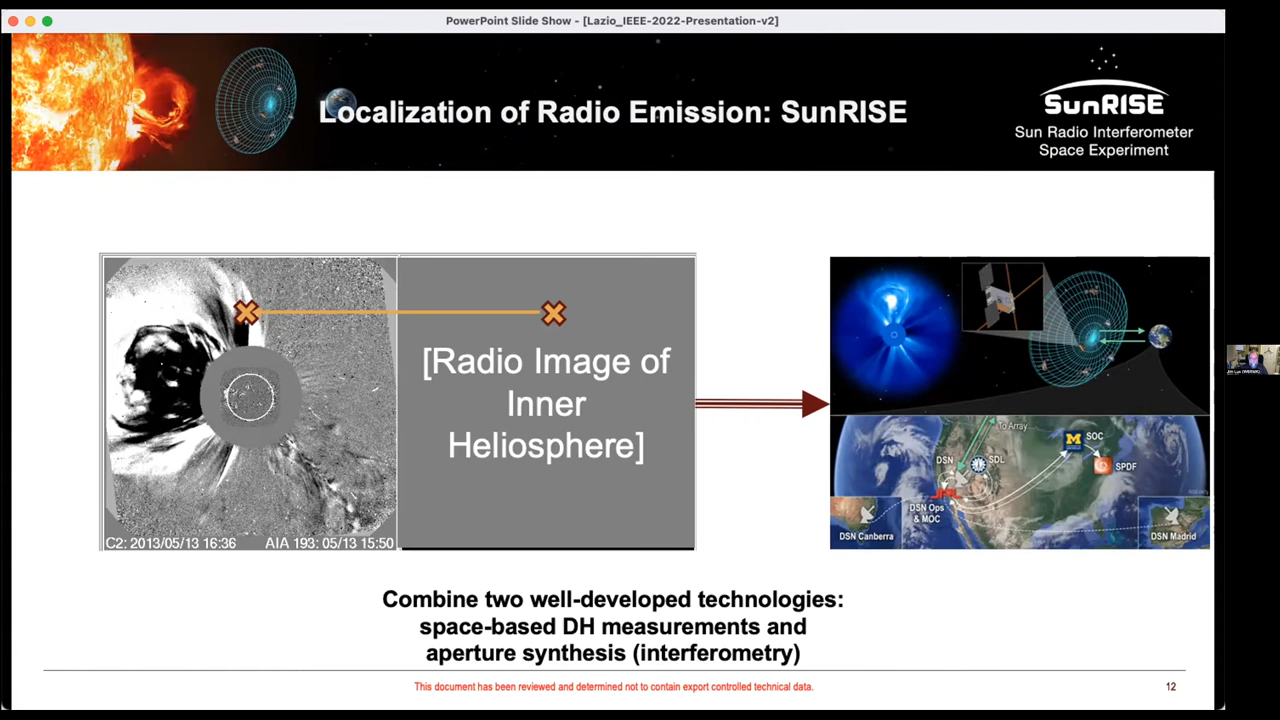 PowerPoint Slide Show - [Lazio_IEEE-2022-Presentation-v2]
Localization of Radio Emission: SunRISE
SunRISE
Sun Radio Interferometer
Space Experiment
[Radio Image of
Inner
Heliosphere]
C2: 2013/05/13 16:36
AIA 193: 05/13 15:50
To Array
SOC
DSN
SDL
SPDF
JPL
DSN Ops
& MOC
DSN Canberra
DSN Madrid
Combine two well-developed technologies:
space-based DH measurements and
aperture synthesis (interferometry)
This document has been reviewed and determined not to contain export controlled technical data.
12